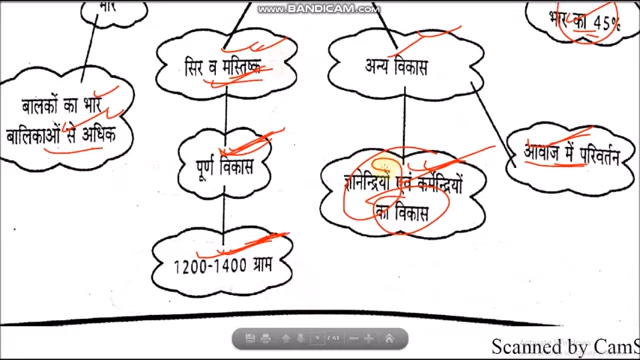 www.BANDICAM.com
भार
भार का 45%
सिर व मस्तिष्क
अन्य विकास
बालकों का भार
बालिकाओं से अधिक
पूर्ण विकास
आवाज में परिवर्तन
ज्ञानेन्द्रियों एवं कर्मेन्द्रियों
का विकास
1200-1400 ग्राम
Scanned by CamS